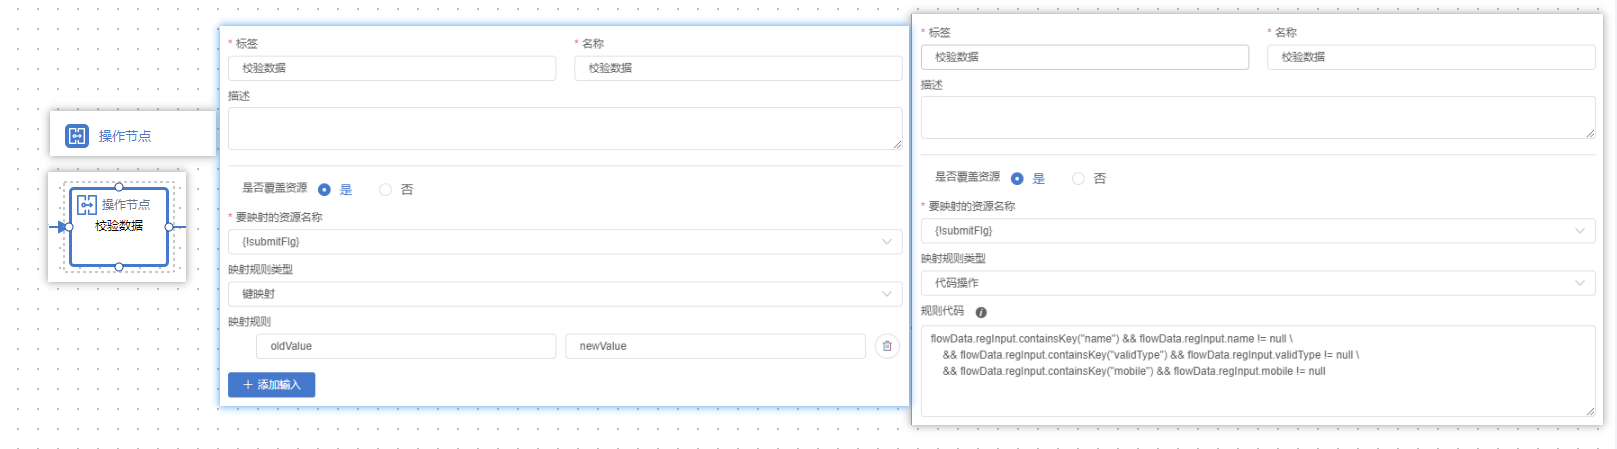 操作节点
操作节点
校验数据
* 标签
* 名称
校验数据
校验数据
描述
是否覆盖资源 是 否
* 要映射的资源名称
{!submitFlg}
映射规则类型
键映射
映射规则
oldValue
newValue
+ 添加输入
* 标签
* 名称
校验数据
校验数据
描述
是否覆盖资源 是 否
* 要映射的资源名称
{!submitFlg}
映射规则类型
代码操作
规则代码 i
flowData.regInput.containsKey("name") && flowData.regInput.name != null \
&& flowData.regInput.containsKey("validType") && flowData.regInput.validType != null \
&& flowData.regInput.containsKey("mobile") && flowData.regInput.mobile != null